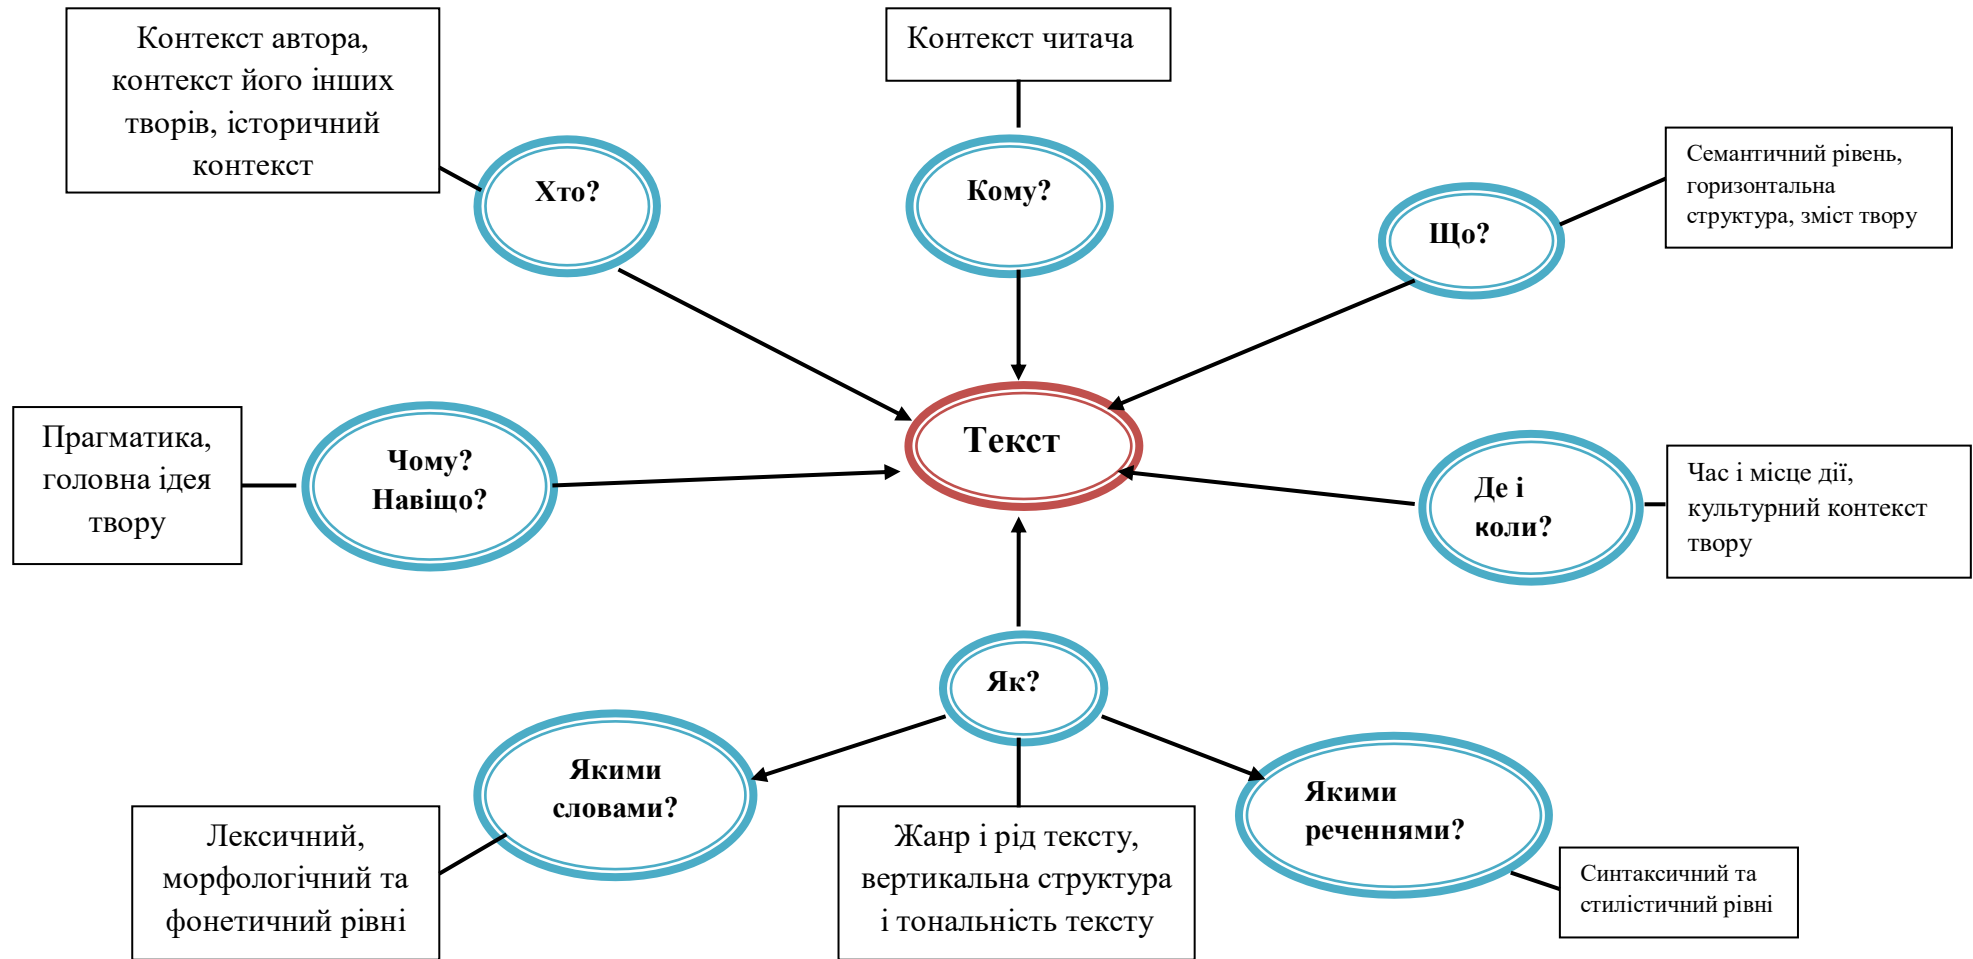 Контекст автора,
контекст його інших
творів, історичний
контекст
Контекст читача
Хто?
Кому?
Що?
Семантичний рівень,
горизонтальна
структура, зміст твору
Прагматика,
головна ідея
твору
Чому?
Навіщо?
Текст
Де і
коли?
Час і місце дії,
культурний контекст
твору
Як?
Якими
словами?
Якими
реченнями?
Лексичний,
морфологічний та
фонетичний рівні
Жанр і рід тексту,
вертикальна структура
і тональність тексту
Синтаксичний та
стилістичний рівні